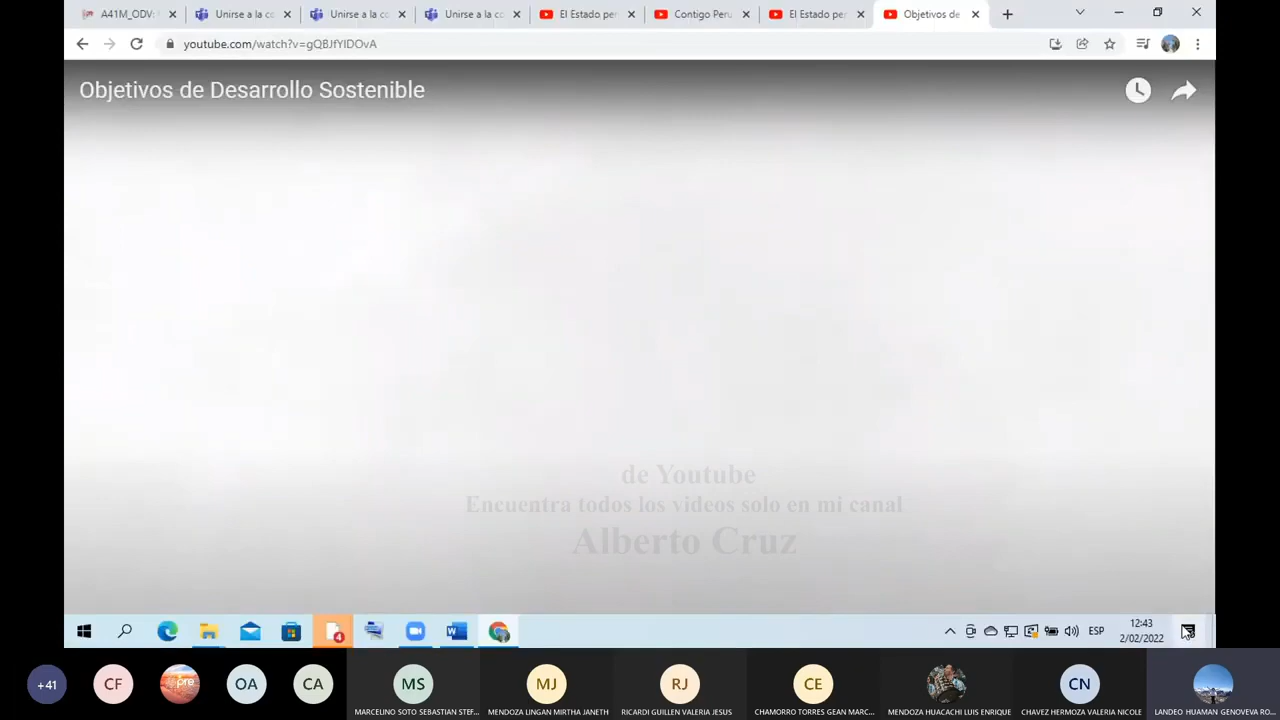 A41M_ODV:
Unirse a la co
Unirse a la co
Unirse a la co
El Estado per
Contigo Peru
El Estado per
Objetivos de
youtube.com/watch?v=gQBJfYIDOvA
Objetivos de Desarrollo Sostenible
de Youtube
Encuentra todos los videos solo en mi canal
Alberto Cruz
4
ESP
12:43
2/02/2022
+41
CF
pre
OA
CA
MS
MJ
RJ
CE
CN
MARCELINO SOTO SEBASTIAN STEF...
MENDOZA LINGAN MIRTHA JANETH
RICARDI GUILLEN VALERIA JESUS
CHAMORRO TORRES GEAN MARC...
MENDOZA HUACACHI LUIS ENRIQUE
CHAVEZ HERMOZA VALERIA NICOLE
LANDEO HUAMAN GENOVEVA RO...